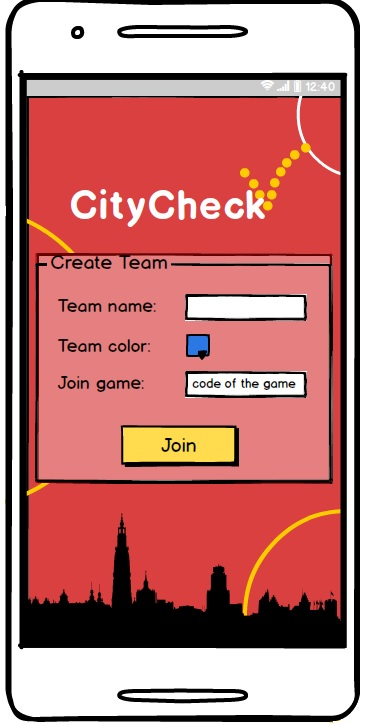 12:40
CityCheck
Create Team
Team name:
Team color:
Join game: code of the game
Join